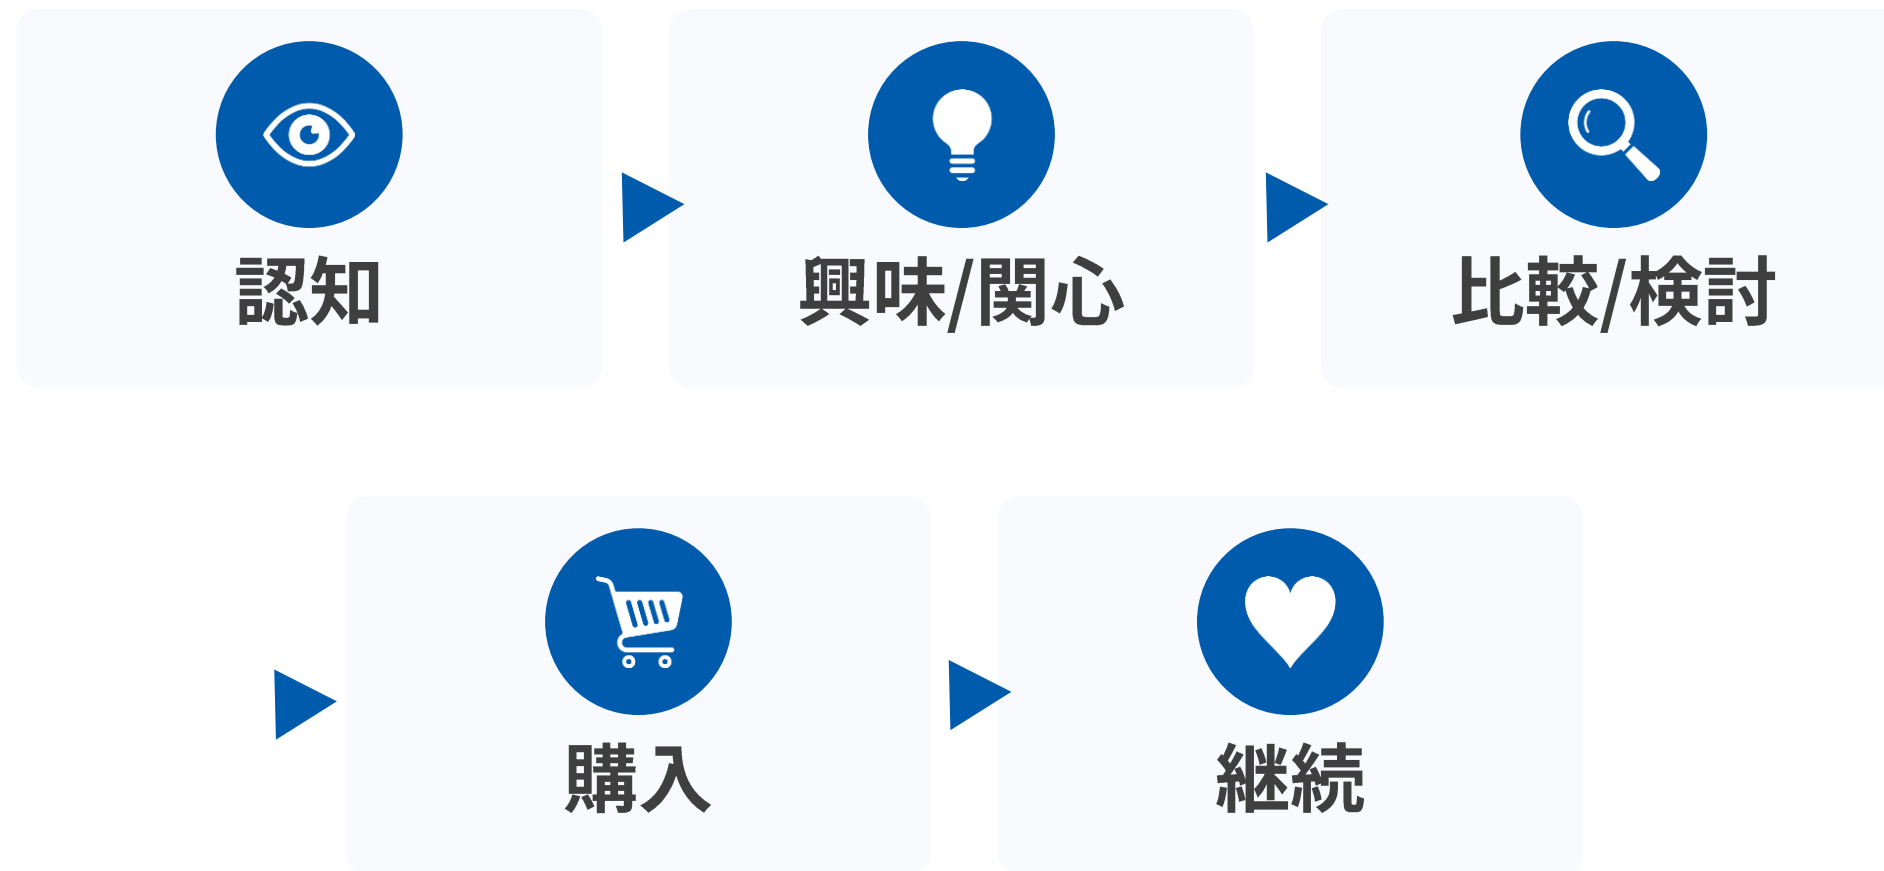 認知
興味/関心
比較/検討
購入
継続